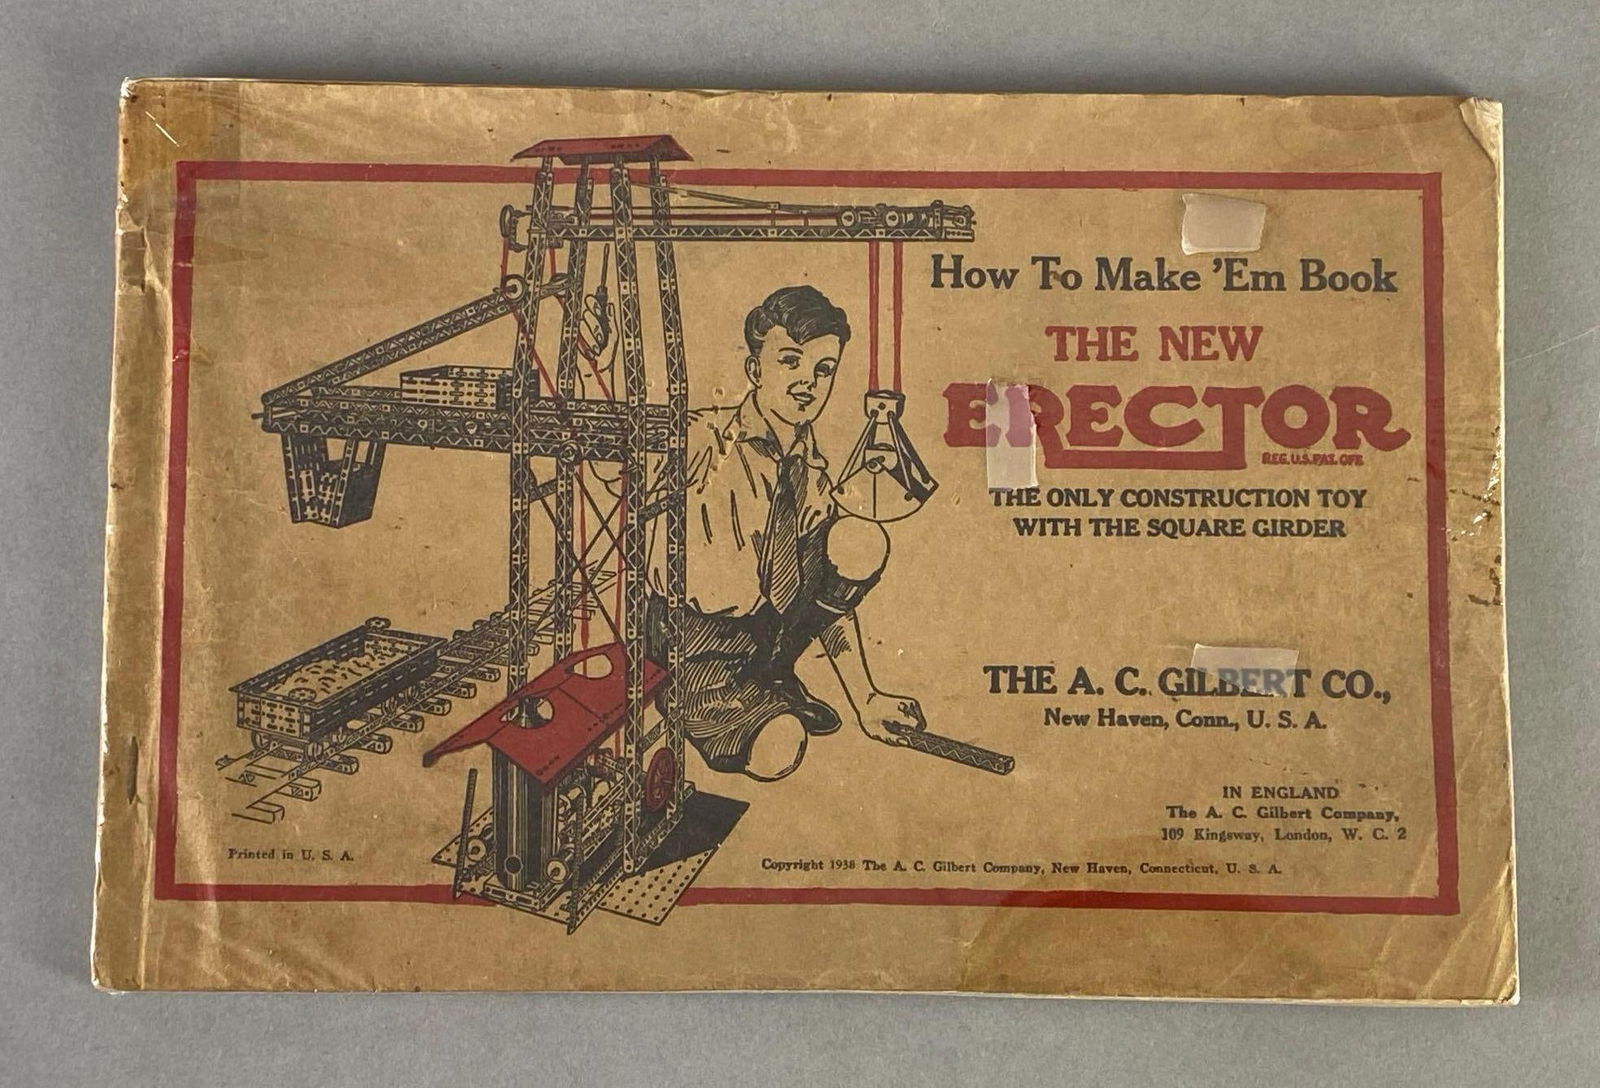 How To Make 'Em Book
THE NEW
ERECTOR
REG. U.S. PAT. OFF.
THE ONLY CONSTRUCTION TOY
WITH THE SQUARE GIRDER
THE A. C. GILBERT CO.,
New Haven, Conn., U. S. A.
IN ENGLAND
The A. C. Gilbert Company,
109 Kingsway, London, W. C. 2
Printed in U. S. A.
Copyright 1938 The A. C. Gilbert Company, New Haven, Connecticut, U. S. A.